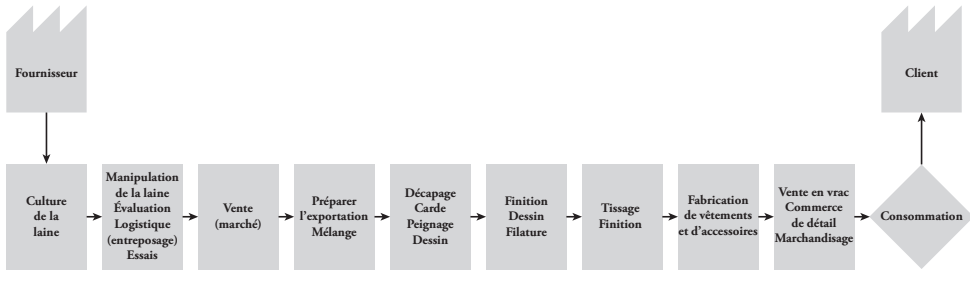 Fournisseur
Client
Culture
de la
laine
Manipulation
de la laine
Évaluation
Logistique
(entreposage)
Essais
Vente
(marché)
Préparer
l'exportation
Mélange
Décapage
Carde
Peignage
Dessin
Finition
Dessin
Filature
Tissage
Finition
Fabrication
de vêtements
et d'accessoires
Vente en vrac
Commerce
de détail
Marchandisage
Consommation